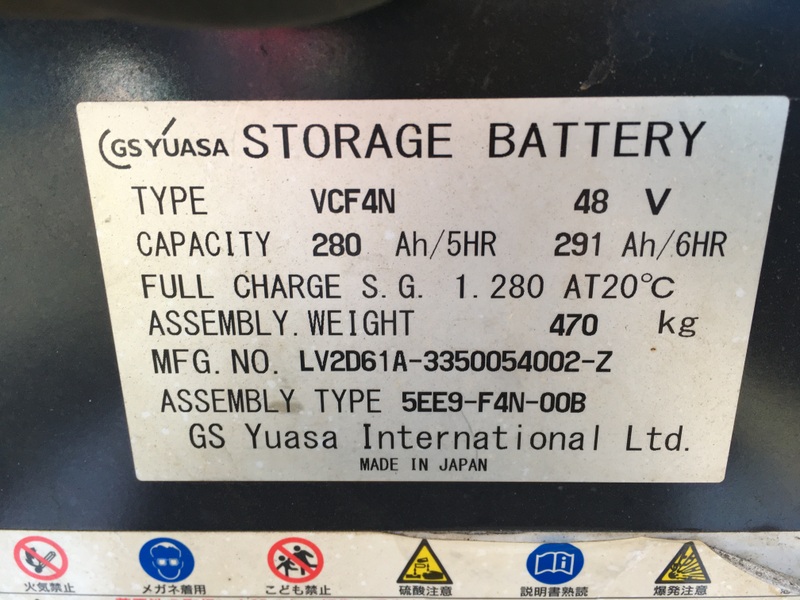 GS YUASA STORAGE BATTERY
TYPE VCF4N 48 V
CAPACITY 280 Ah/5HR 291 Ah/6HR
FULL CHARGE S.G. 1.280 AT20℃
ASSEMBLY.WEIGHT 470 kg
MFG.NO. LV2D61A-3350054002-Z
ASSEMBLY TYPE 5EE9-F4N-00B
GS Yuasa International Ltd.
MADE IN JAPAN
火気禁止 メガネ着用 こども禁止 硫酸注意 説明書熟読 爆発注意